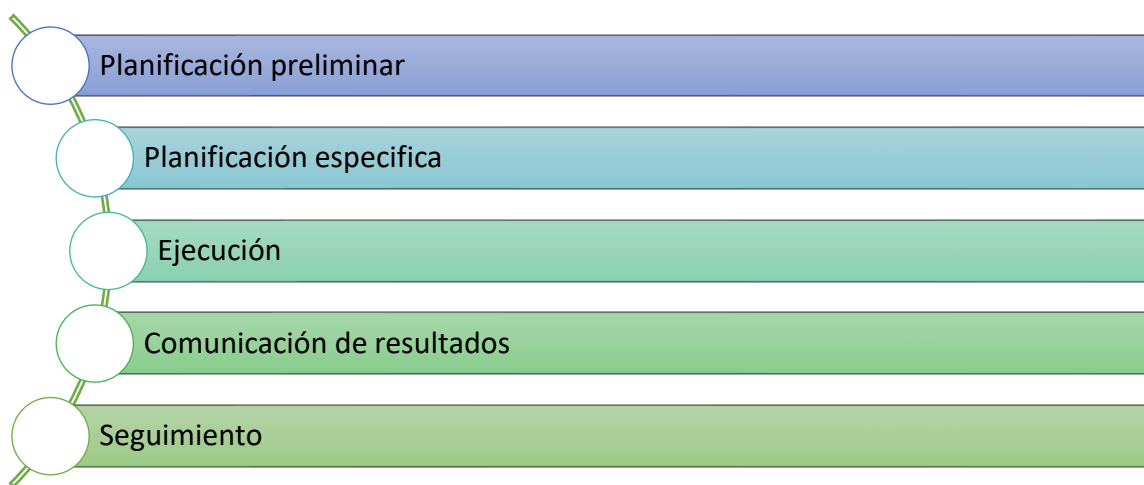 Planificación preliminar
Planificación especifica
Ejecución
Comunicación de resultados
Seguimiento